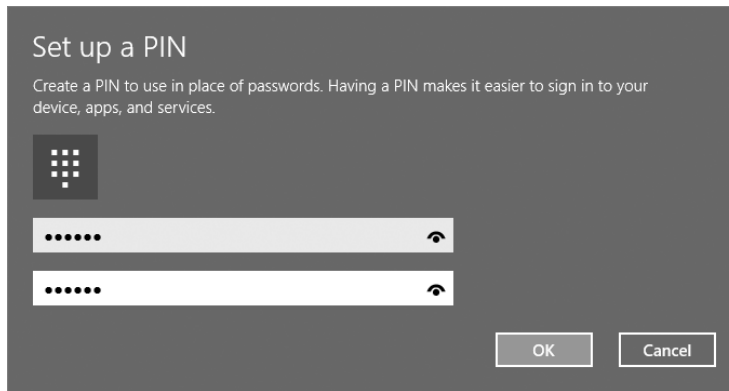 Set up a PIN
Create a PIN to use in place of passwords. Having a PIN makes it easier to sign in to your
device, apps, and services.
●●●●●●
●●●●●●
OK Cancel